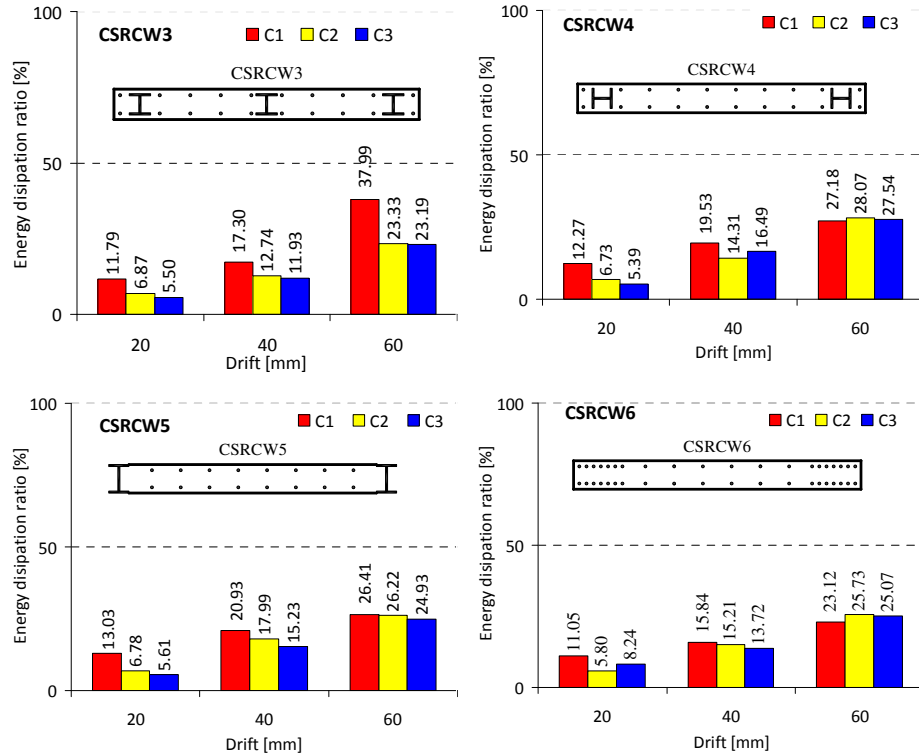 CSRCW3
C1 C2 C3
CSRCW3
Energy disipation ratio [%]
100
50
0
11.79 6.87 5.50
17.30 12.74 11.93
37.99 23.33 23.19
20 40 60
Drift [mm]
CSRCW4
C1 C2 C3
CSRCW4
Energy disipation ratio [%]
100
50
0
12.27 6.73 5.39
19.53 14.31 16.49
27.18 28.07 27.54
20 40 60
Drift [mm]
CSRCW5
C1 C2 C3
CSRCW5
Energy disipation ratio [%]
100
50
0
13.03 6.78 5.61
20.93 17.99 15.23
26.41 26.22 24.93
20 40 60
Drift [mm]
CSRCW6
C1 C2 C3
CSRCW6
Energy disipation ratio [%]
100
50
0
11.05 5.80 8.24
15.84 15.21 13.72
23.12 25.73 25.07
20 40 60
Drift [mm]